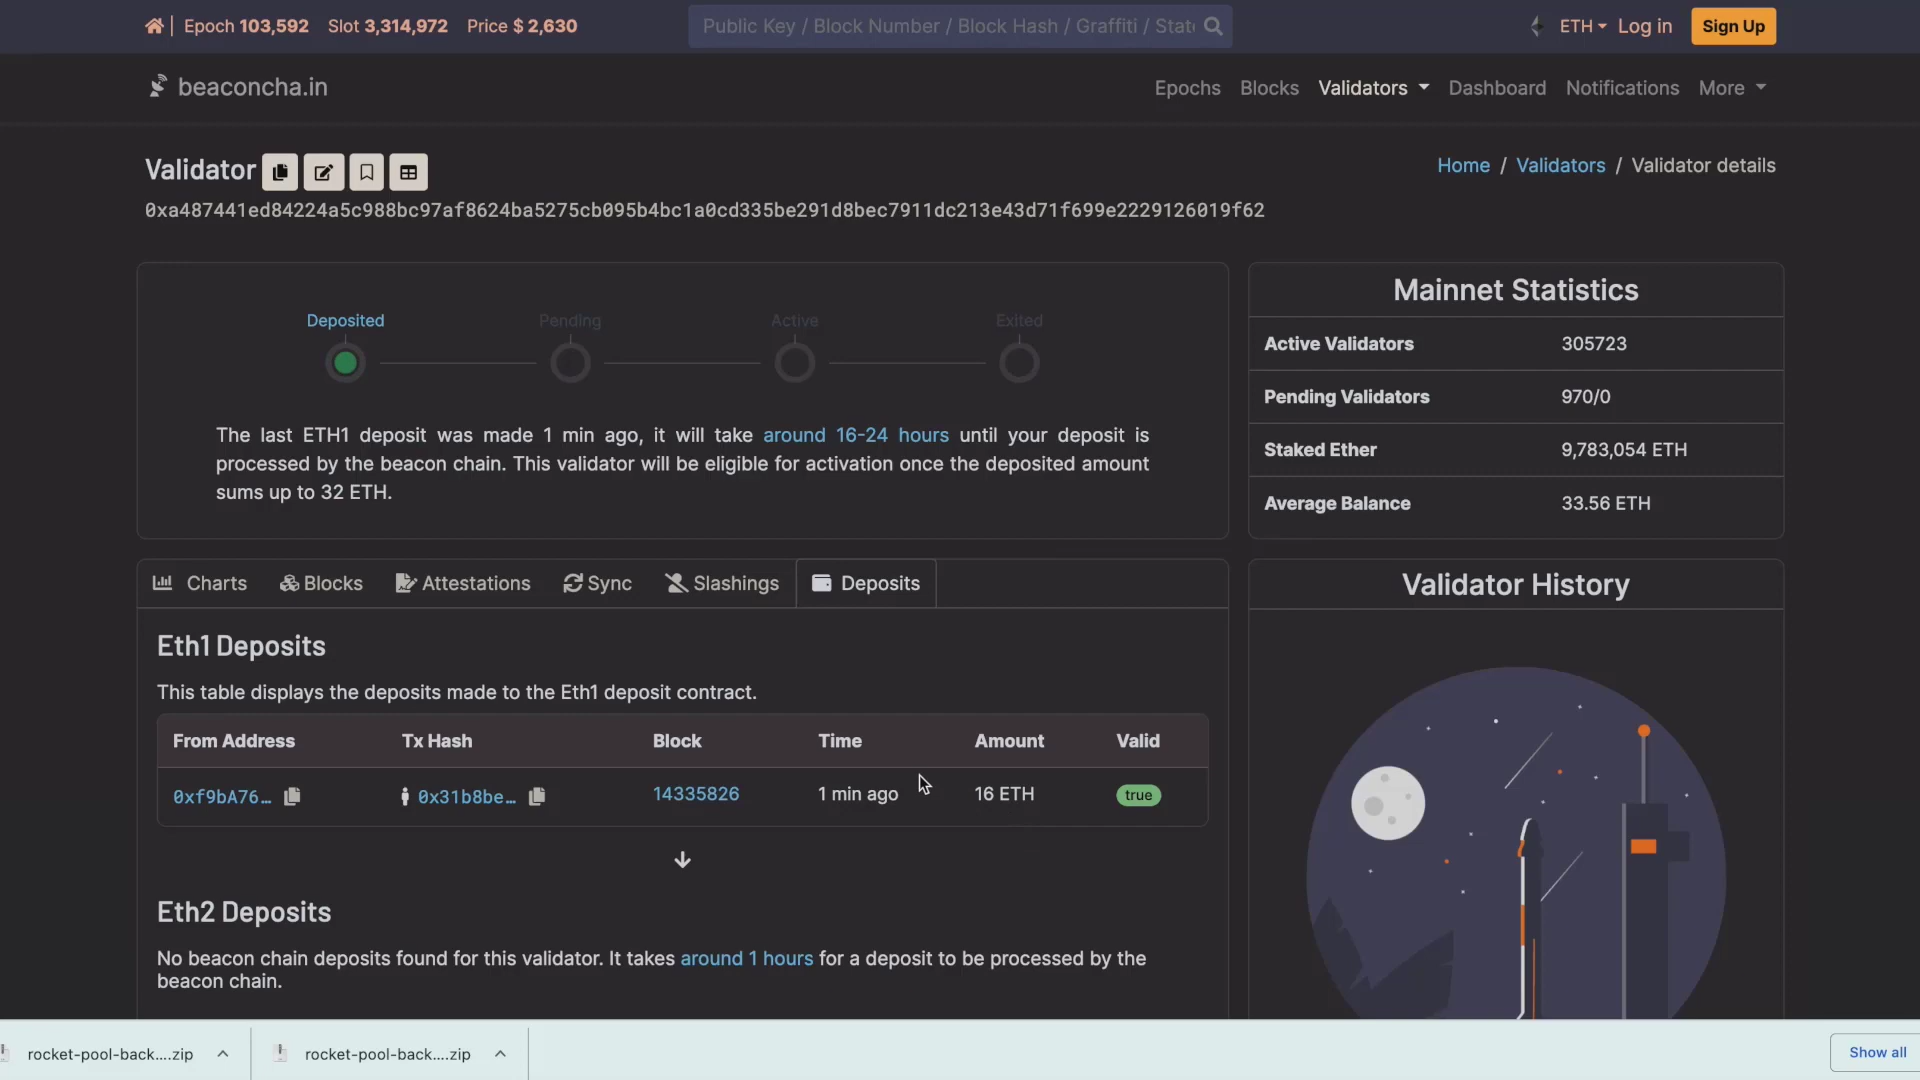 Epoch 103,592 Slot 3,314,972 Price $ 2,630
Public Key / Block Number / Block Hash / Graffiti / State
ETH Log in Sign Up
beaconcha.in
Epochs Blocks Validators Dashboard Notifications More
Validator
Home / Validators / Validator details
0xa487441ed84224a5c988bc97af8624ba5275cb095b4bc1a0cd335be291d8bec7911dc213e43d71f699e2229126019f62
Deposited Pending Active Exited
The last ETH1 deposit was made 1 min ago, it will take around 16-24 hours until your deposit is
processed by the beacon chain. This validator will be eligible for activation once the deposited amount
sums up to 32 ETH.
Mainnet Statistics
Active Validators 305723
Pending Validators 970/0
Staked Ether 9,783,054 ETH
Average Balance 33.56 ETH
Charts Blocks Attestations Sync Slashings Deposits
Eth1 Deposits
This table displays the deposits made to the Eth1 deposit contract.
From Address Tx Hash Block Time Amount Valid
0xf9bA76… 0x31b8be… 14335826 1 min ago 16 ETH true
Eth2 Deposits
No beacon chain deposits found for this validator. It takes around 1 hours for a deposit to be processed by the
beacon chain.
Validator History
rocket-pool-back....zip rocket-pool-back....zip Show all